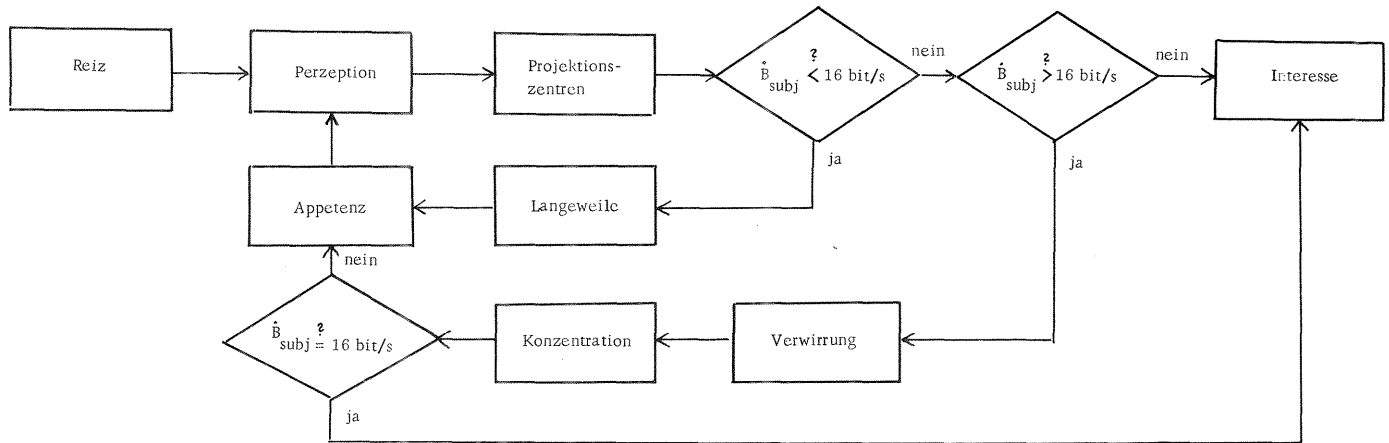 Reiz
Perzeption
Projektions-
zentren
?
Ḃsubj < 16 bit/s
nein
?
Ḃsubj > 16 bit/s
nein
Interesse
ja
ja
Appetenz
Langeweile
nein
?
Ḃsubj = 16 bit/s
Konzentration
Verwirrung
ja